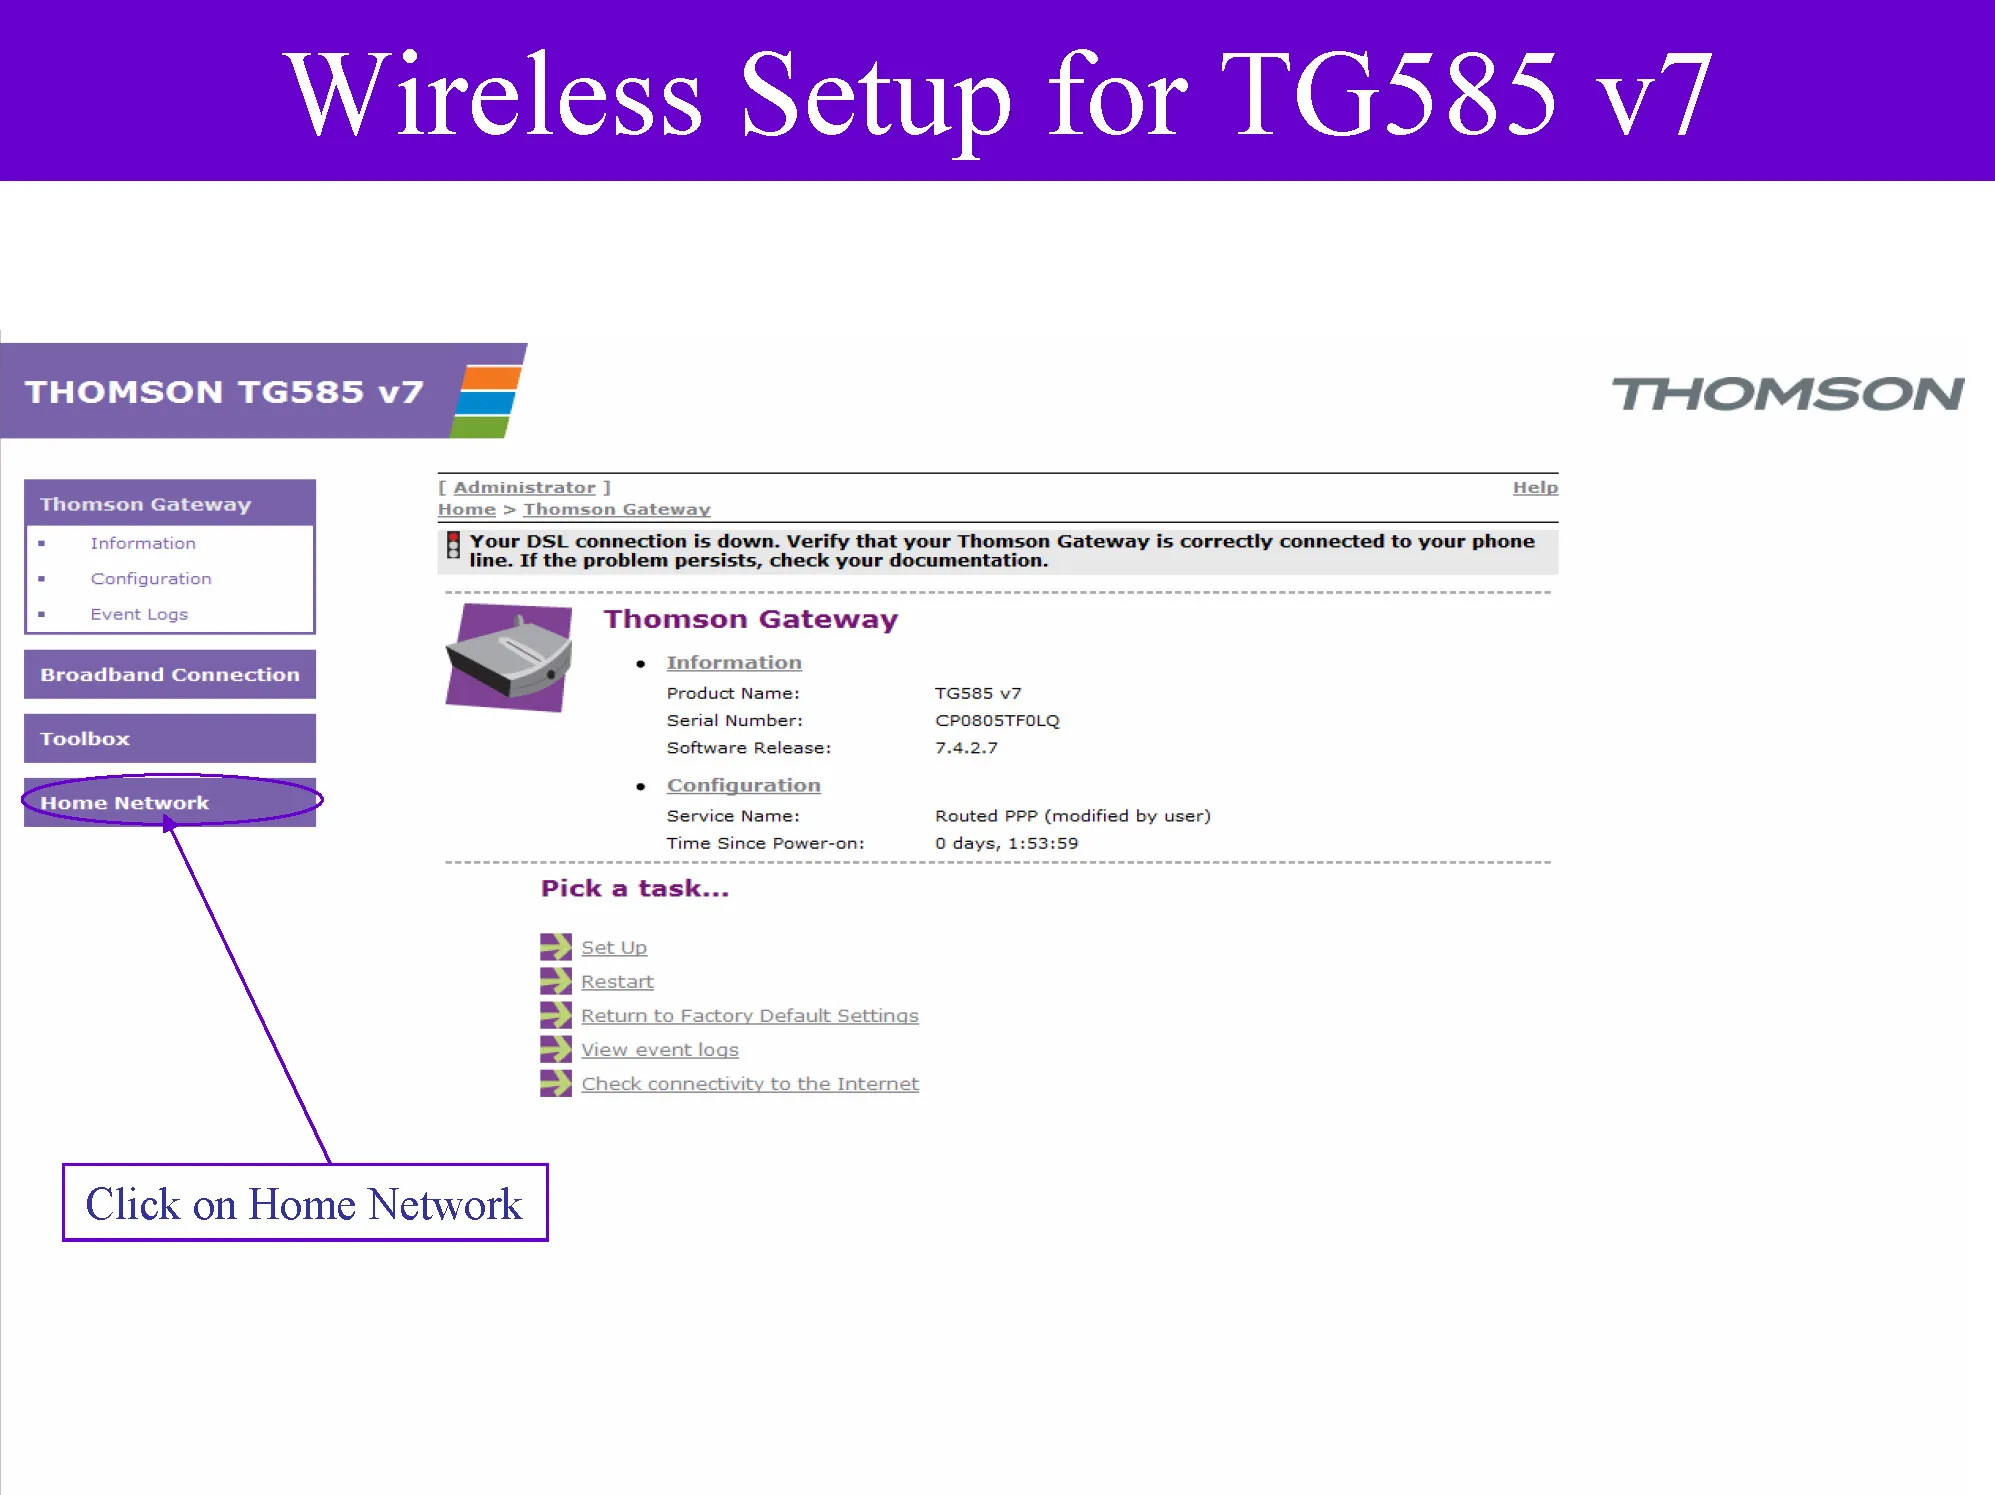 Wireless Setup for TG585 v7
THOMSON TG585 v7
THOMSON
Thomson Gateway
Information
Configuration
Event Logs
Broadband Connection
Toolbox
Home Network
[ Administrator ]
Help
Home > Thomson Gateway
Your DSL connection is down. Verify that your Thomson Gateway is correctly connected to your phone
line. If the problem persists, check your documentation.
Thomson Gateway
Information
Product Name: TG585 v7
Serial Number: CP0805TF0LQ
Software Release: 7.4.2.7
Configuration
Service Name: Routed PPP (modified by user)
Time Since Power-on: 0 days, 1:53:59
Pick a task...
Set Up
Restart
Return to Factory Default Settings
View event logs
Check connectivity to the Internet
Click on Home Network